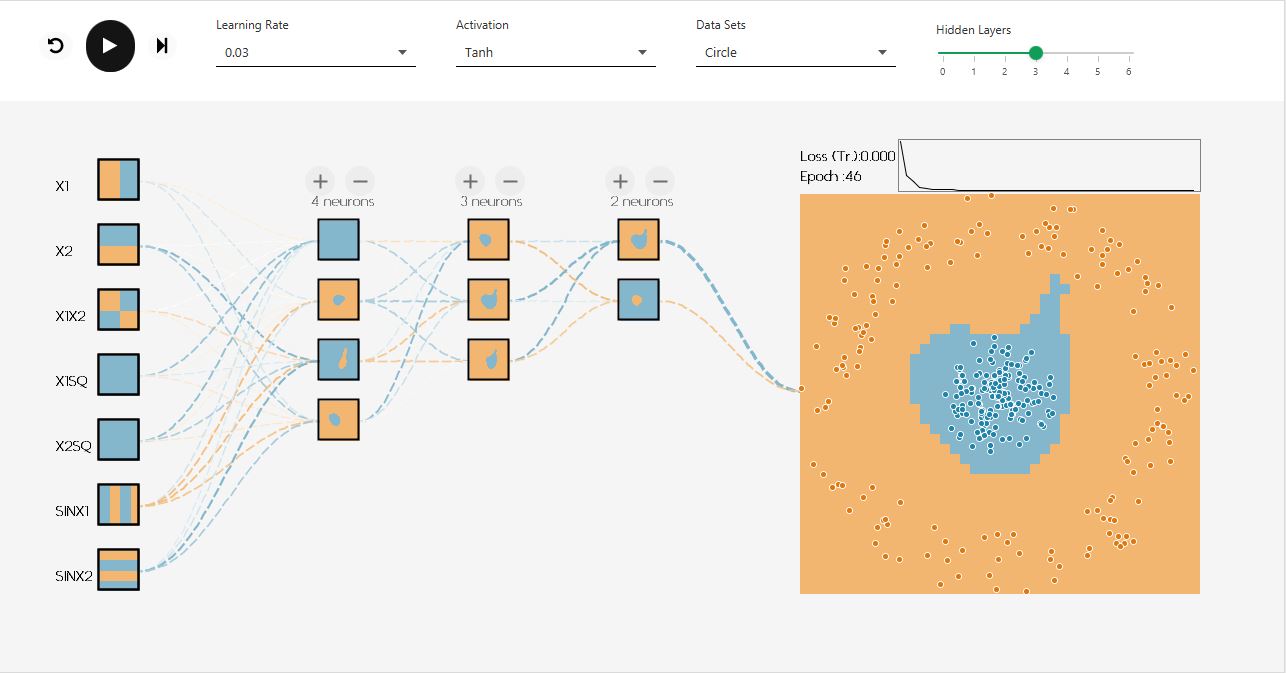 Learning Rate
0.03
Activation
Tanh
Data Sets
Circle
Hidden Layers
0 1 2 3 4 5 6
X1
X2
X1X2
X1SQ
X2SQ
SINX1
SINX2
4 neurons
3 neurons
2 neurons
Loss (Tr.):0.000
Epoch :46